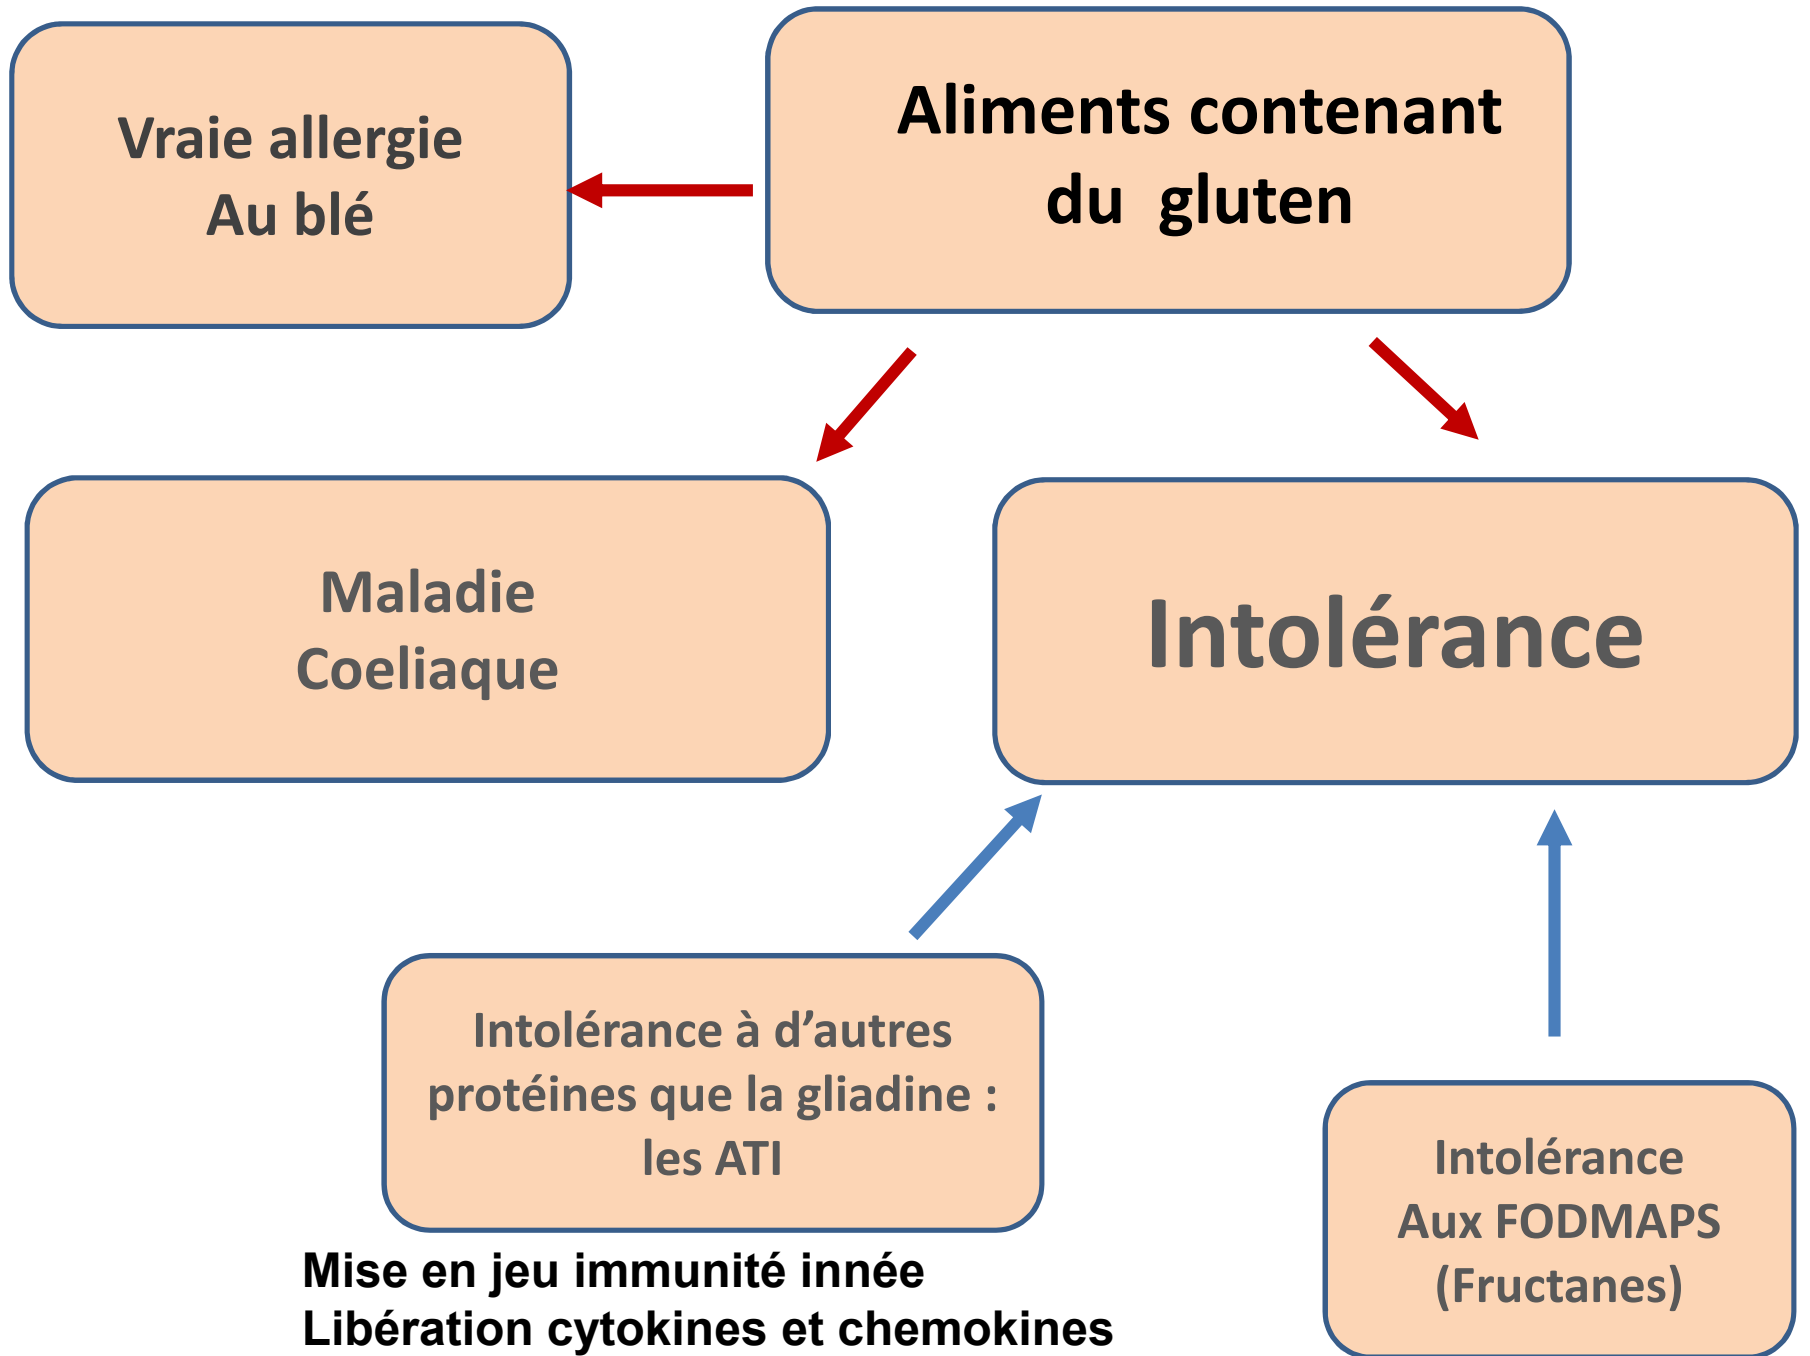 Vraie allergie
Au blé
Aliments contenant
du gluten
Maladie
Coeliaque
Intolérance
Intolérance à d’autres
protéines que la gliadine :
les ATI
Mise en jeu immunité innée
Libération cytokines et chemokines
Intolérance
Aux FODMAPS
(Fructanes)